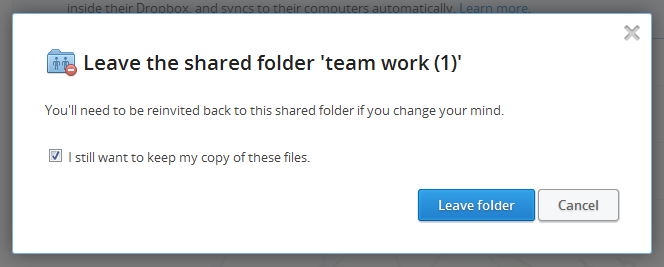 inside their Dropbox, and syncs to their computers automatically. Learn more.
Leave the shared folder 'team work (1)'
You'll need to be reinvited back to this shared folder if you change your mind.
I still want to keep my copy of these files.
Leave folder
Cancel